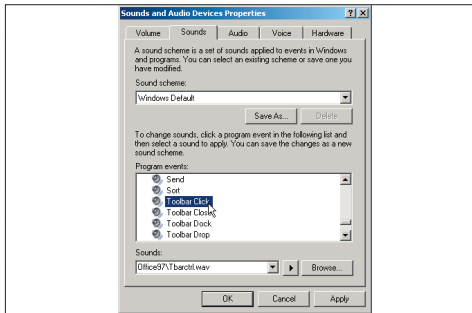 Sounds and Audio Devices Properties
Volume Sounds Audio Voice Hardware
A sound scheme is a set of sounds applied to events in Windows
and programs. You can select an existing scheme or save one you
have modified.
Sound scheme:
Windows Default
Save As... Delete
To change sounds, click a program event in the following list and
then select a sound to apply. You can save the changes as a new
sound scheme.
Program events:
Send
Sort
Toolbar Click
Toolbar Close
Toolbar Dock
Toolbar Drop
Sounds:
Office97\Tbarctrl.wav Browse...
OK Cancel Apply